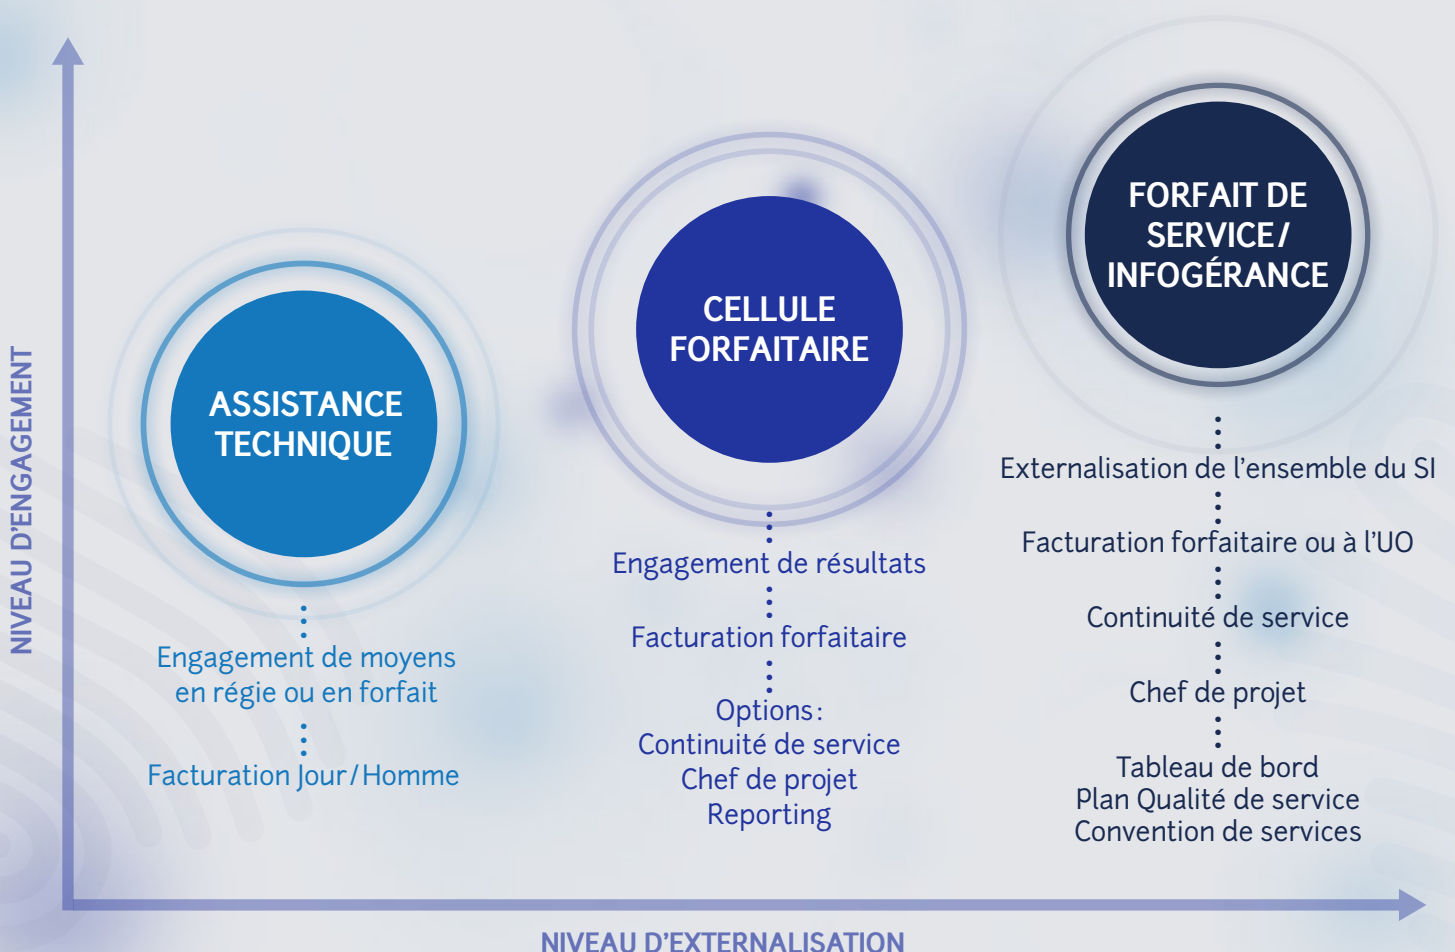 NIVEAU D'ENGAGEMENT
ASSISTANCE
TECHNIQUE
Engagement de moyens
en régie ou en forfait
Facturation Jour/Homme
CELLULE
FORFAITAIRE
Engagement de résultats
Facturation forfaitaire
Options :
Continuité de service
Chef de projet
Reporting
FORFAIT DE
SERVICE/
INFOGÉRANCE
Externalisation de l’ensemble du SI
Facturation forfaitaire ou à l’UO
Continuité de service
Chef de projet
Tableau de bord
Plan Qualité de service
Convention de services
NIVEAU D'EXTERNALISATION